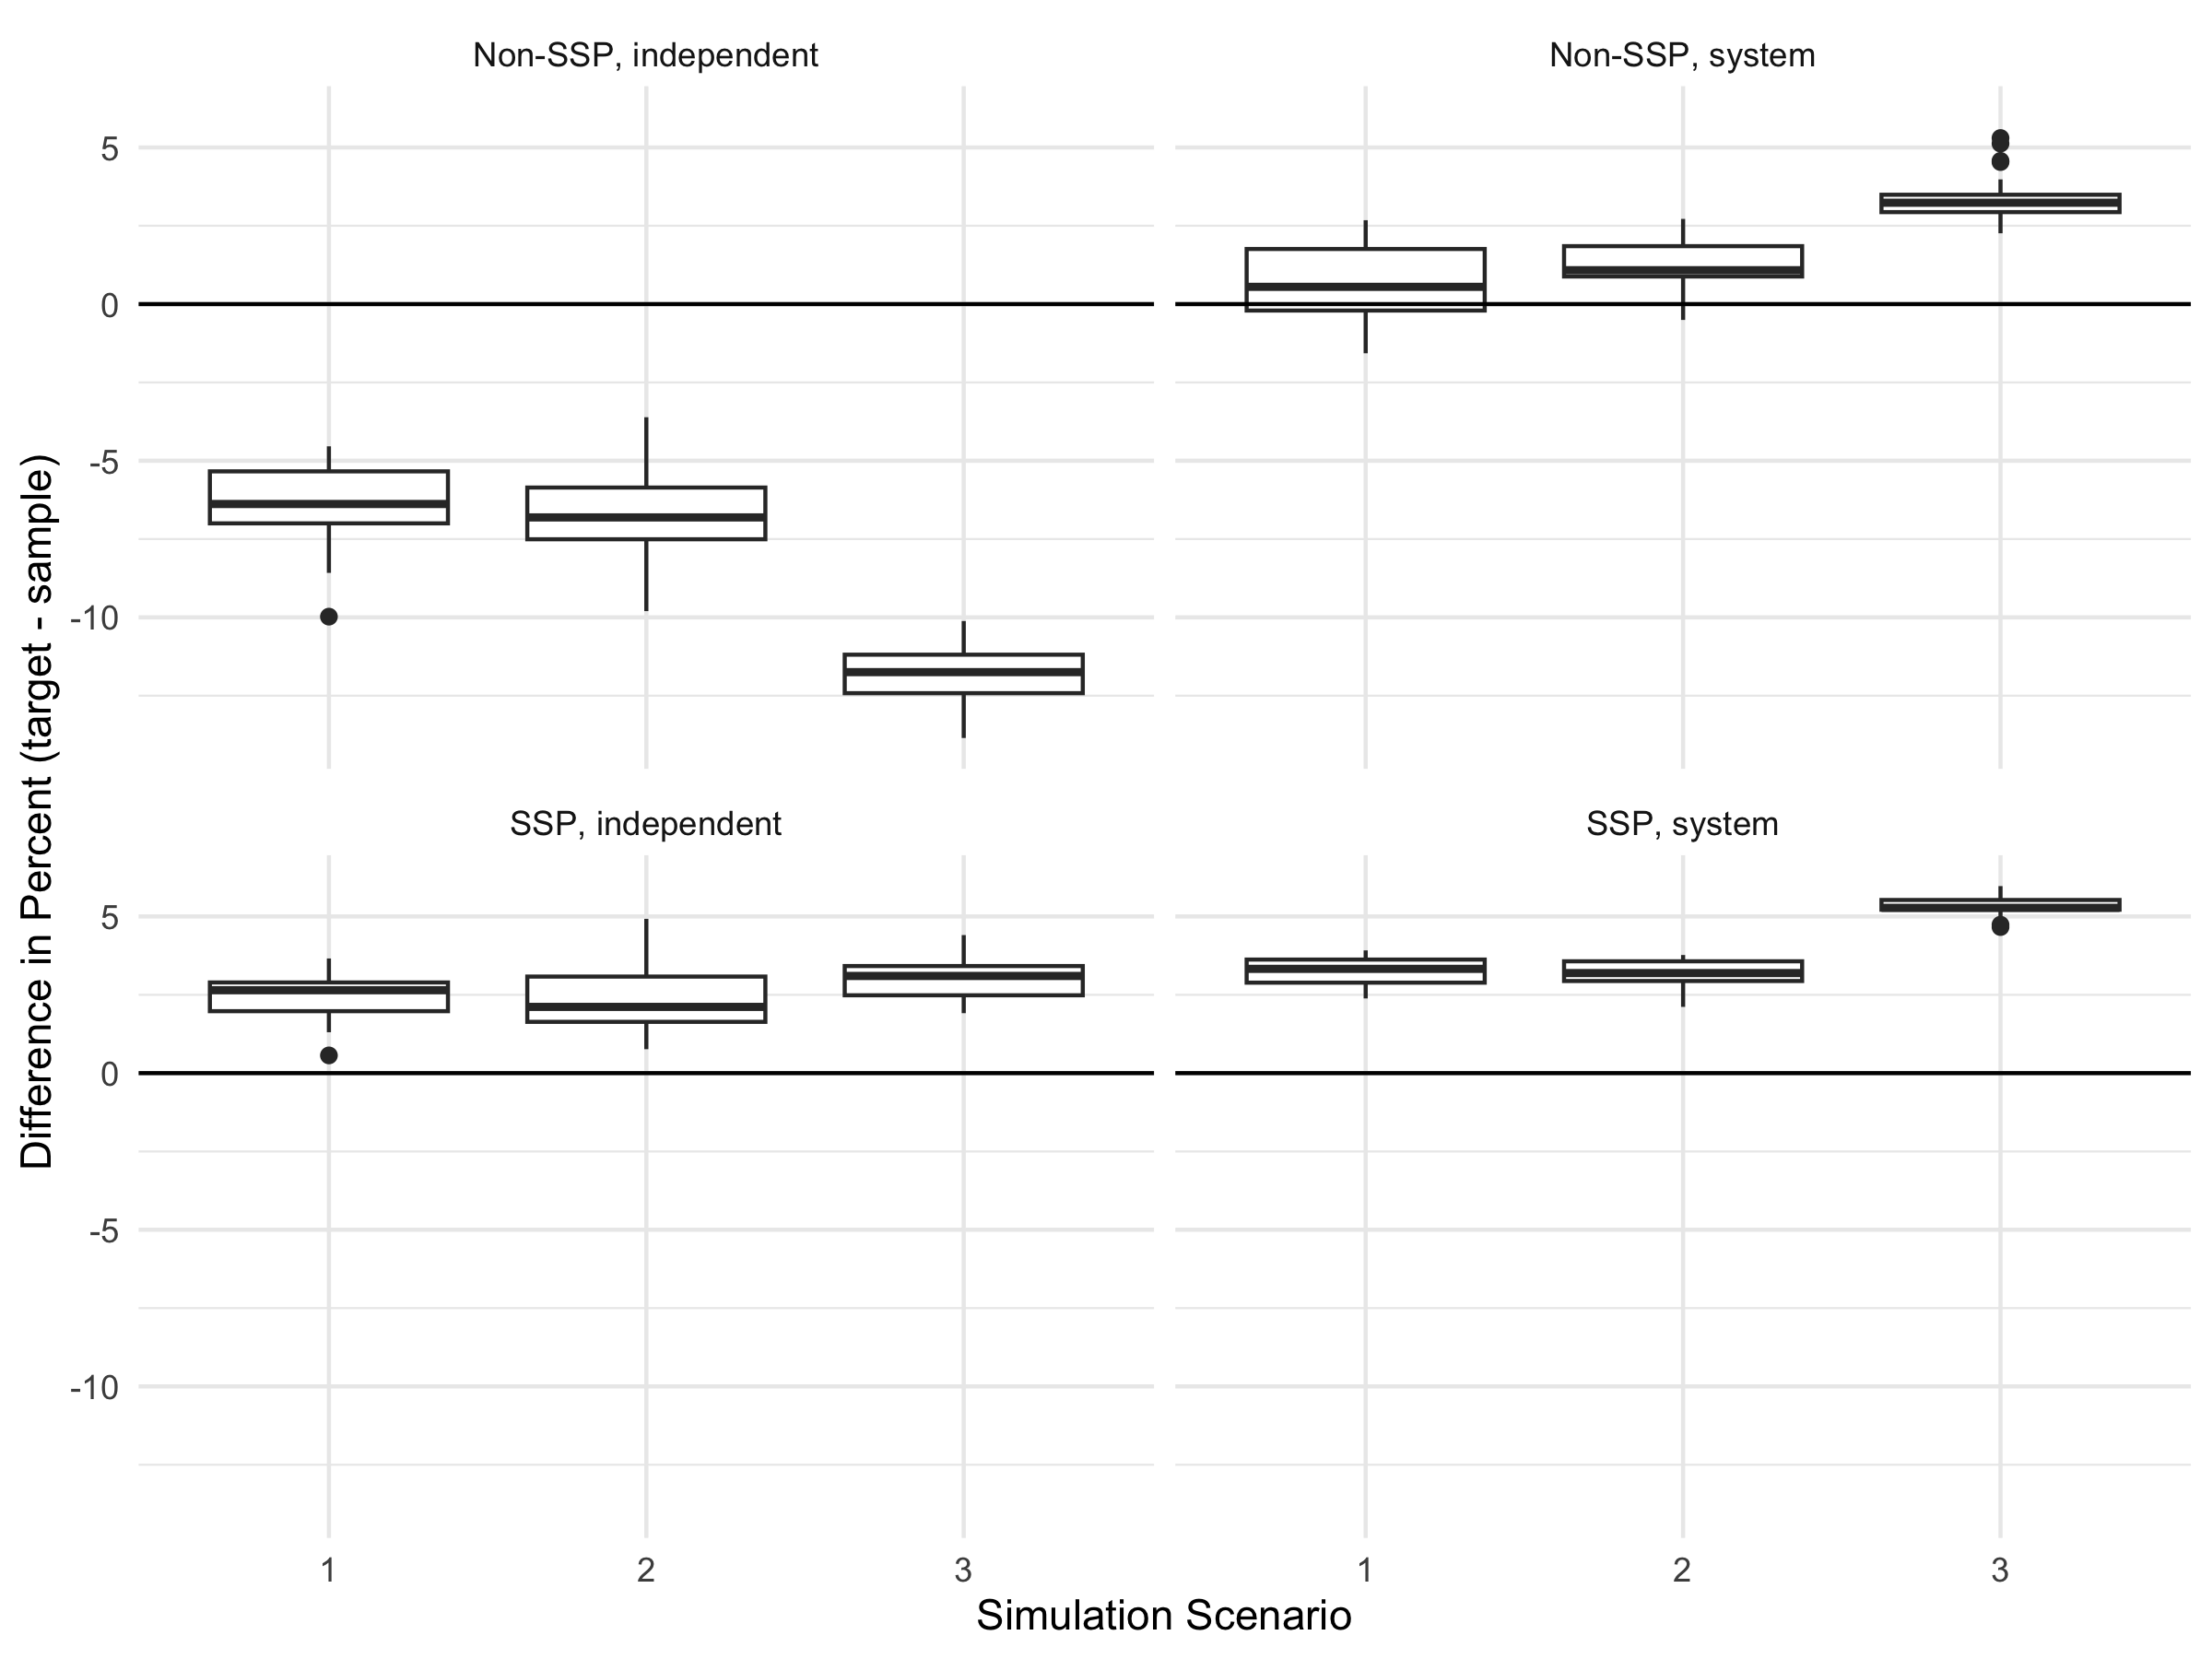 Non-SSP, independent
Non-SSP, system
5
0
-5
-10
SSP, independent
SSP, system
5
0
-5
-10
1 2 3 1 2 3
Simulation Scenario
Difference in Percent (target - sample)